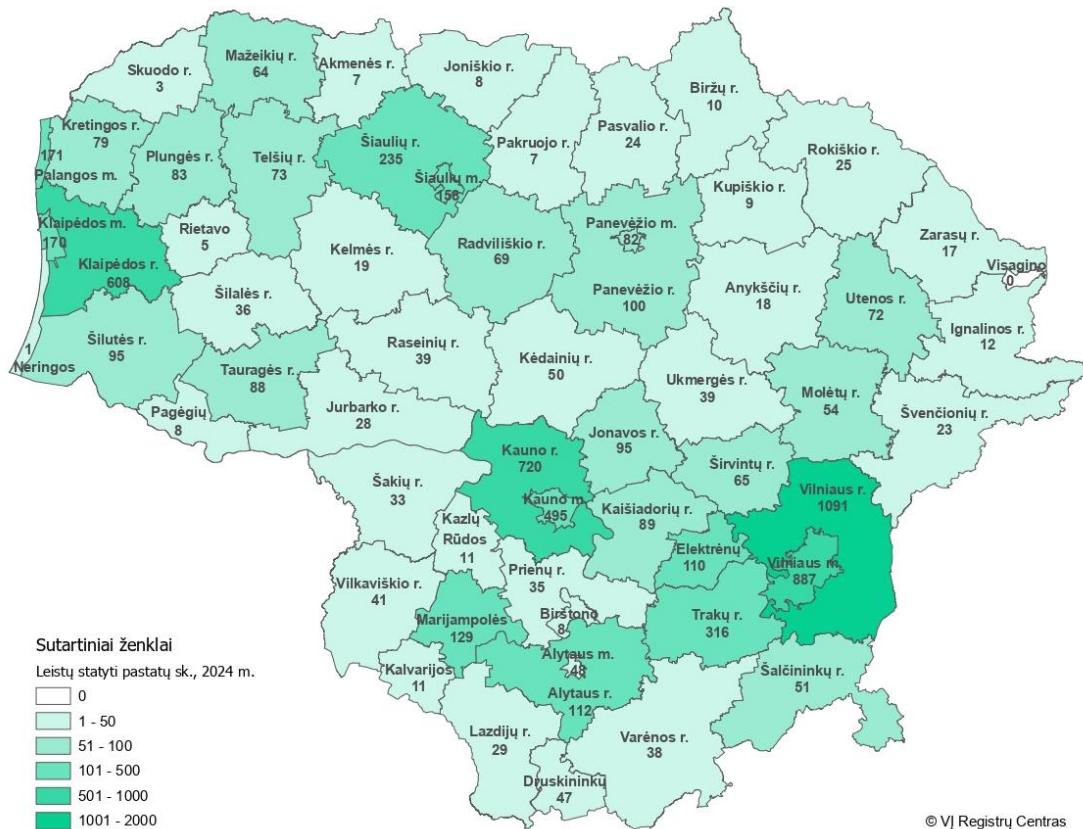 Skuodo r.
3
Mažeikių r.
64
Akmenės r.
7
Joniškio r.
8
Biržų r.
10
Pasvalio r.
24
Pakruojo r.
7
Rokiškio r.
25
Kretingos r.
79
171
Palangos m.
Plungės r.
83
Telšių r.
73
Šiaulių r.
235
Šiaulių m.
158
Kupiškio r.
9
Zarasų r.
17
Visagino
0
Klaipėdos m.
170
Klaipėdos r.
608
Rietavo
5
Kelmės r.
19
Radviliškio r.
69
Panevėžio m.
82
Panevėžio r.
100
Anykščių r.
18
Utenos r.
72
Ignalinos r.
12
Šilalės r.
36
Šilutės r.
95
1
Neringos
Tauragės r.
88
Raseinių r.
39
Kėdainių r.
50
Ukmergės r.
39
Molėtų r.
54
Švenčionių r.
23
Pagėgių
8
Jurbarko r.
28
Kauno r.
720
Kauno m.
495
Jonavos r.
95
Širvintų r.
65
Vilniaus r.
1091
Vilniaus m.
887
Šakių r.
33
Kazlų
Rūdos
11
Kaišiadorių r.
89
Elektrėnų
110
Prienų r.
35
Vilkaviškio r.
41
Marijampolės
129
Birštono
8
Trakų r.
316
Alytaus m.
48
Alytaus r.
112
Kalvarijos
11
Šalčininkų r.
51
Lazdijų r.
29
Varėnos r.
38
Druskininkų
47
Sutartiniai ženklai
Leistų statyti pastatų sk., 2024 m.
0
1 - 50
51 - 100
101 - 500
501 - 1000
1001 - 2000
© VĮ Registrų Centras